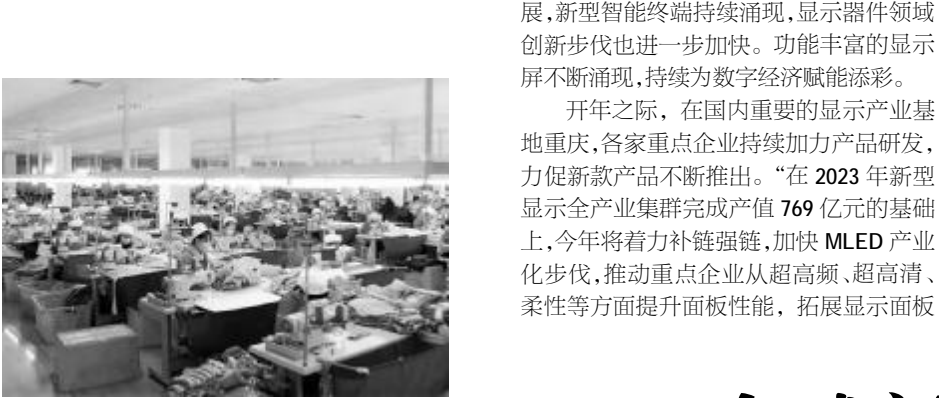 展,新型智能终端持续涌现,显示器件领域
创新步伐也进一步加快。功能丰富的显示
屏不断涌现,持续为数字经济赋能添彩。
开年之际，在国内重要的显示产业基
地重庆,各家重点企业持续加力产品研发，
力促新款产品不断推出。“在 2023 年新型
显示全产业集群完成产值 769 亿元的基础
上,今年将着力补链强链,加快 MLED 产业
化步伐,推动重点企业从超高频、超高清、
柔性等方面提升面板性能，拓展显示面板